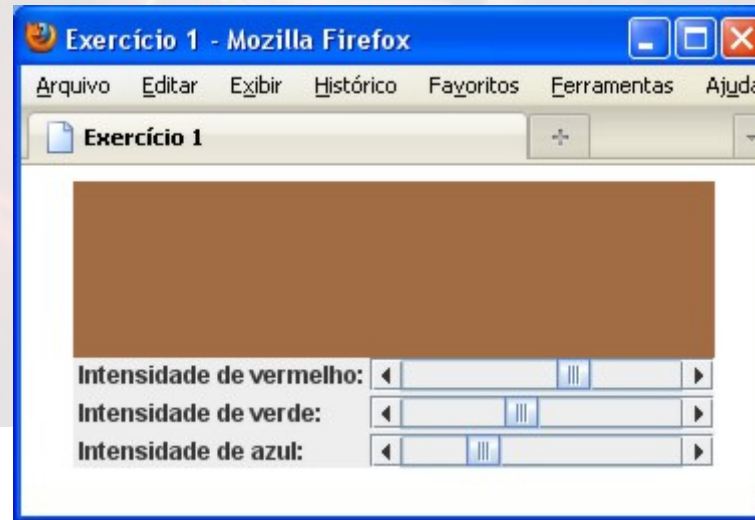 Exercício 1 - Mozilla Firefox
Arquivo Editar Exibir Histórico Favoritos Ferramentas Ajuda
Exercício 1
Intensidade de vermelho:
Intensidade de verde:
Intensidade de azul: